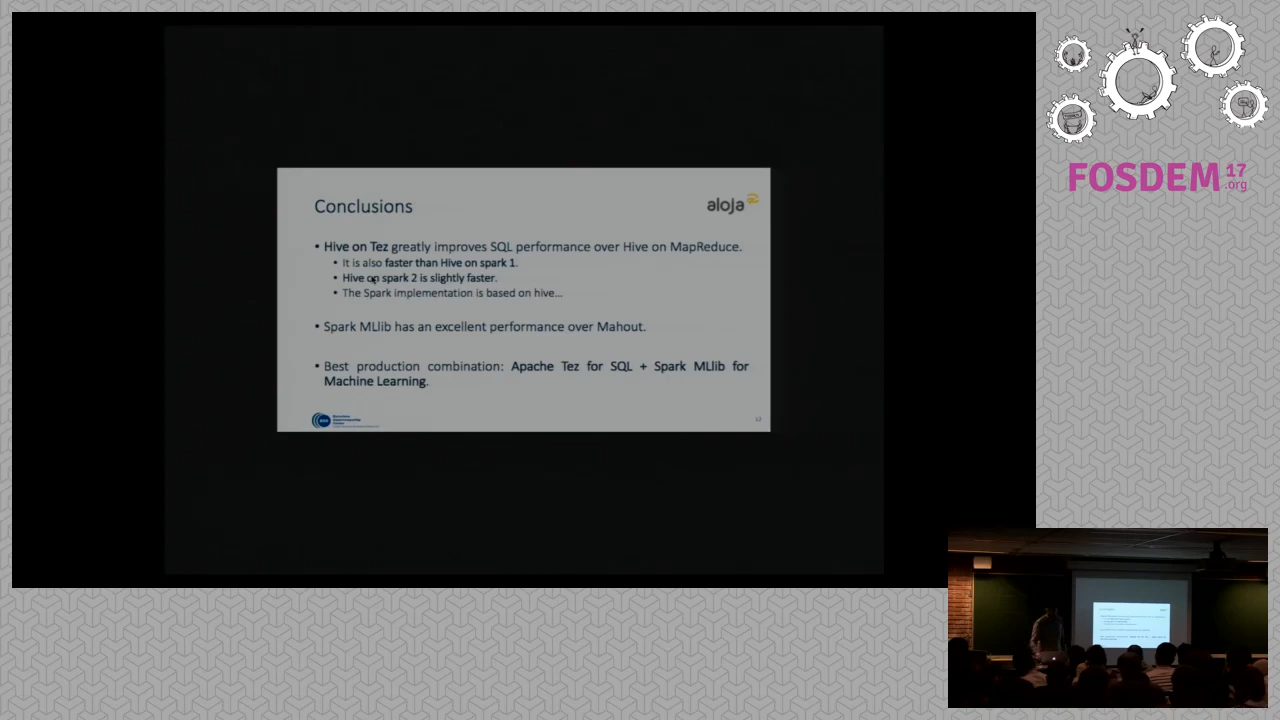 Conclusions
aloja
• Hive on Tez greatly improves SQL performance over Hive on MapReduce.
• It is also faster than Hive on spark 1.
• Hive on spark 2 is slightly faster.
• The Spark implementation is based on hive...
• Spark MLlib has an excellent performance over Mahout.
• Best production combination: Apache Tez for SQL + Spark MLlib for
Machine Learning.
FOSDEM 17
.org